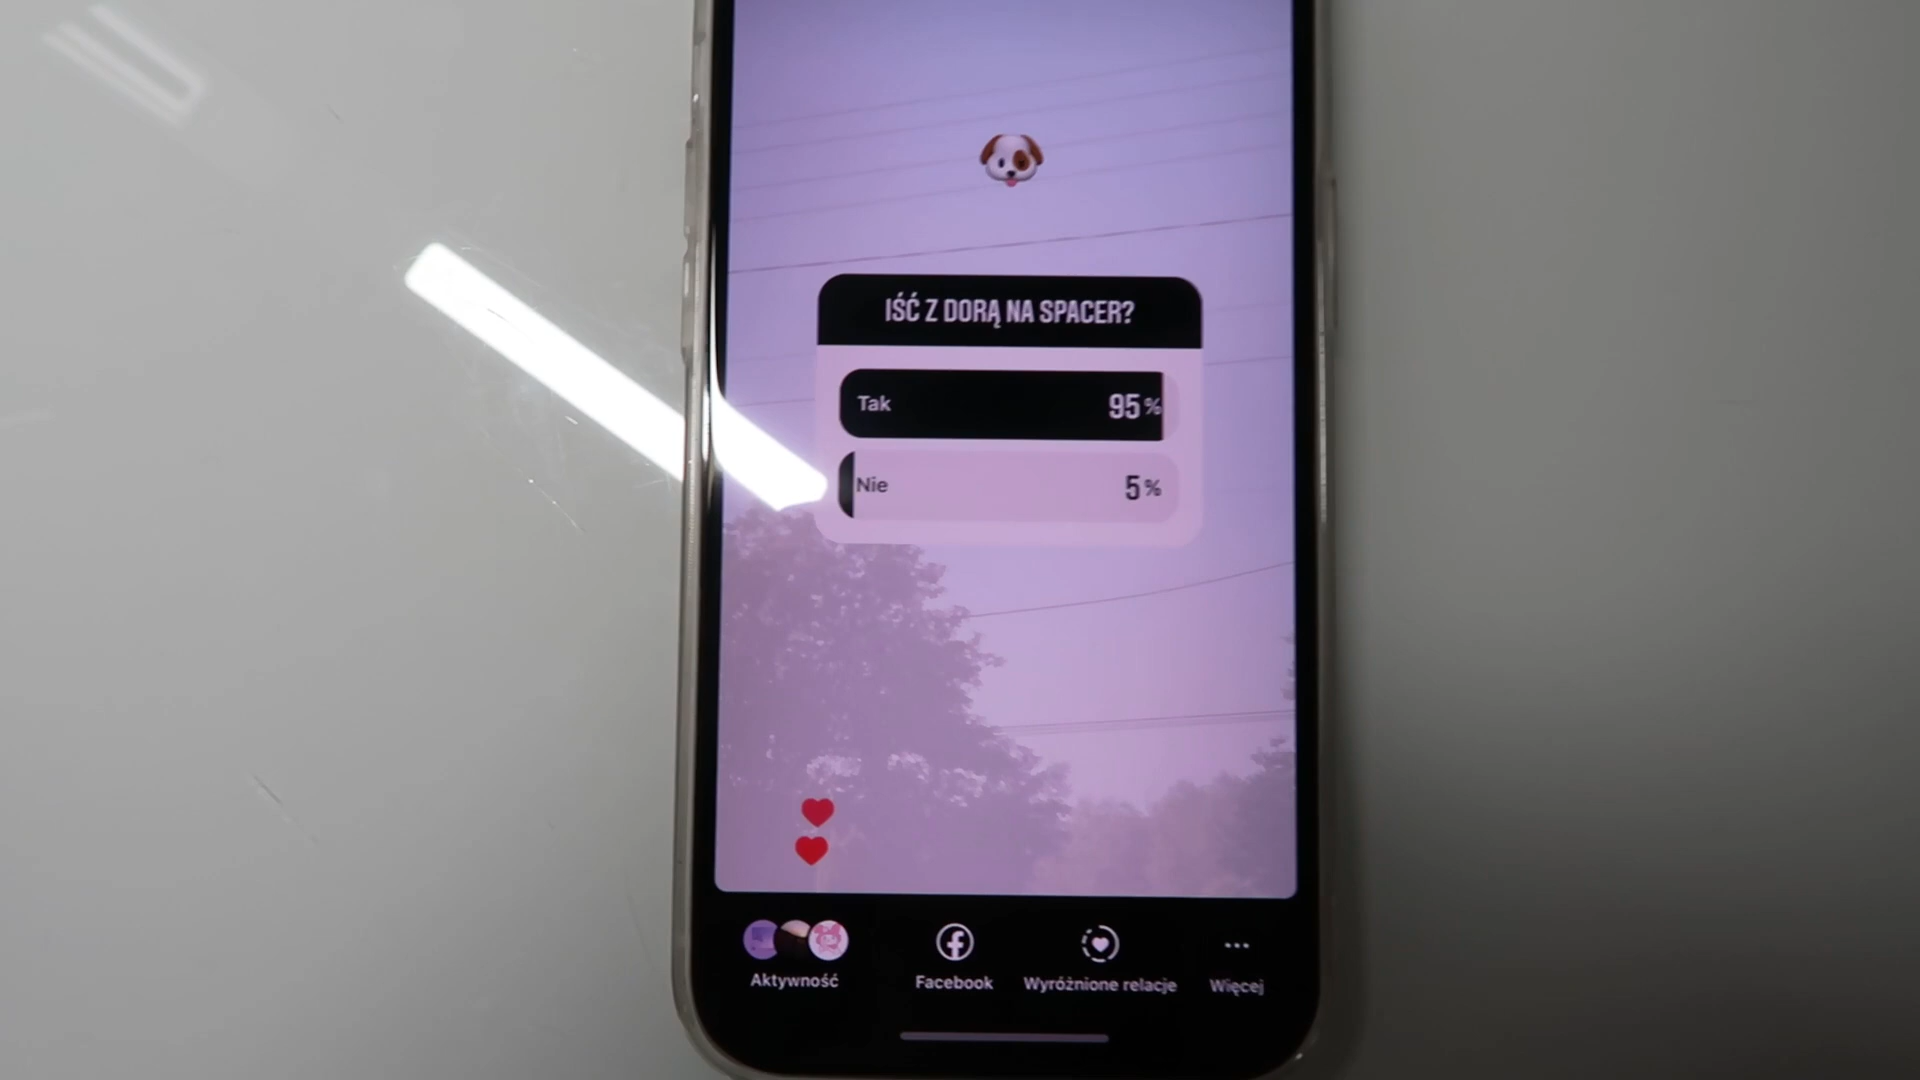 IŚĆ Z DORĄ NA SPACER?
Tak 95%
Nie 5%
Aktywność Facebook Wyróżnione relacje Więcej